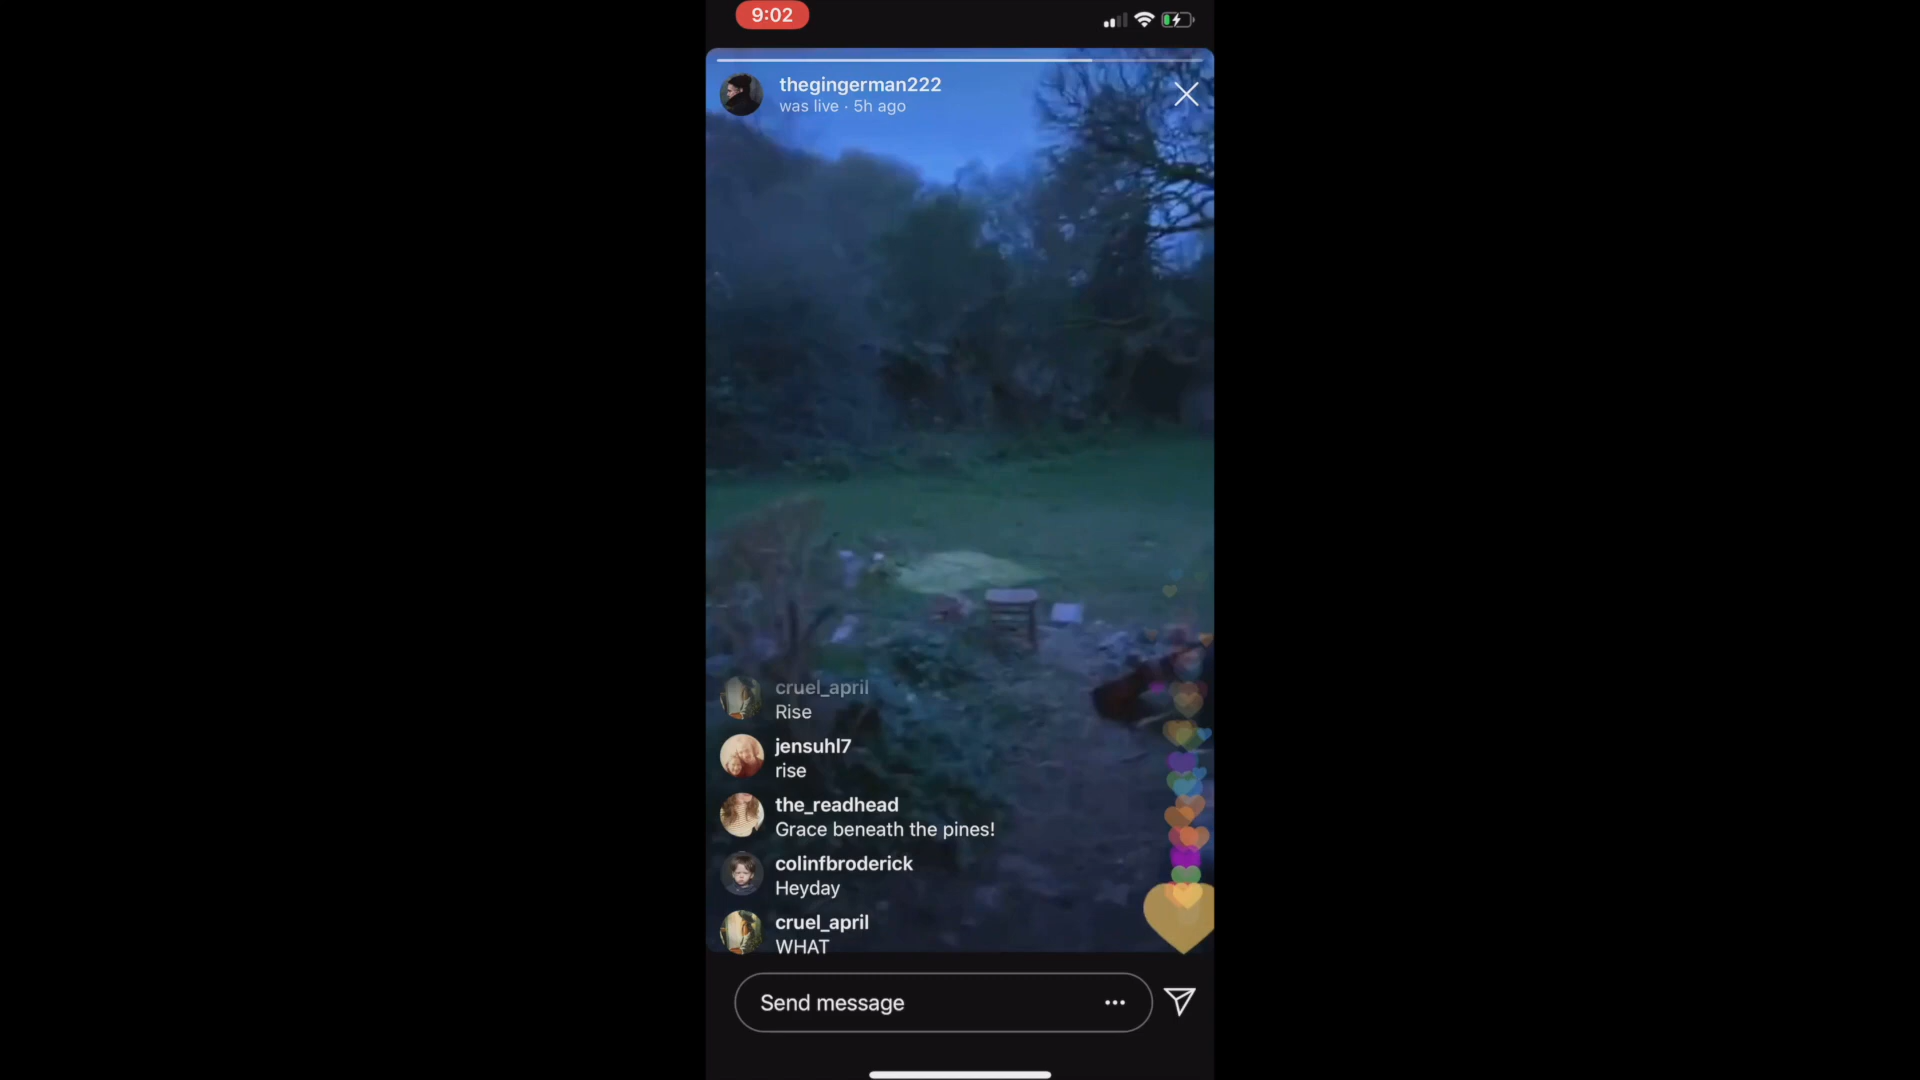 9:02
thegingerman222
was live · 5h ago
cruel_april
Rise
jensuhl7
rise
the_readhead
Grace beneath the pines!
colinfbroderick
Heyday
cruel_april
WHAT
Send message